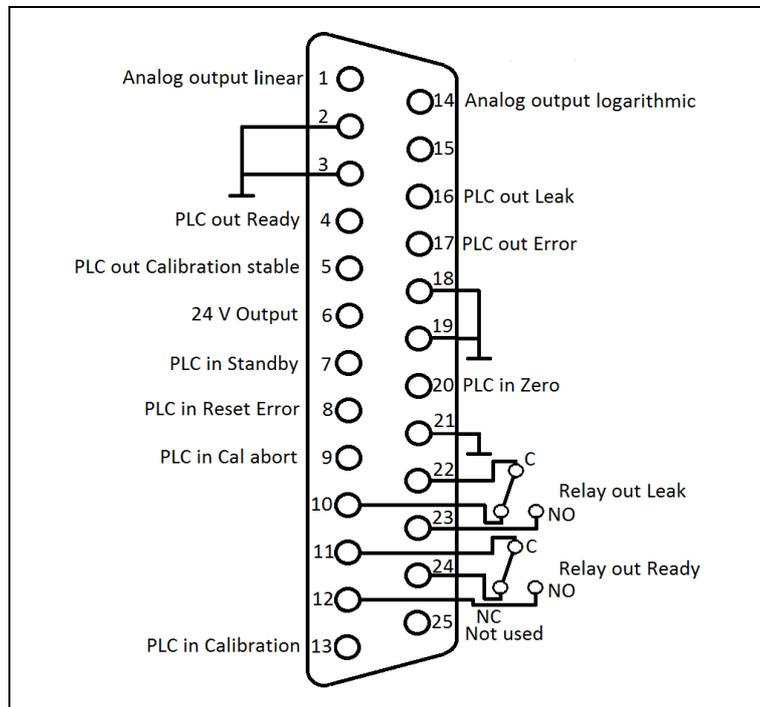 Analog output linear 1
14 Analog output logarithmic
2
15
3
16 PLC out Leak
PLC out Ready 4
17 PLC out Error
PLC out Calibration stable 5
18
24 V Output 6
19
PLC in Standby 7
20 PLC in Zero
PLC in Reset Error 8
21
PLC in Cal abort 9
22 C
Relay out Leak
10
23 NO
11 C
24 Relay out Ready
12 NO
NC
25 Not used
PLC in Calibration 13